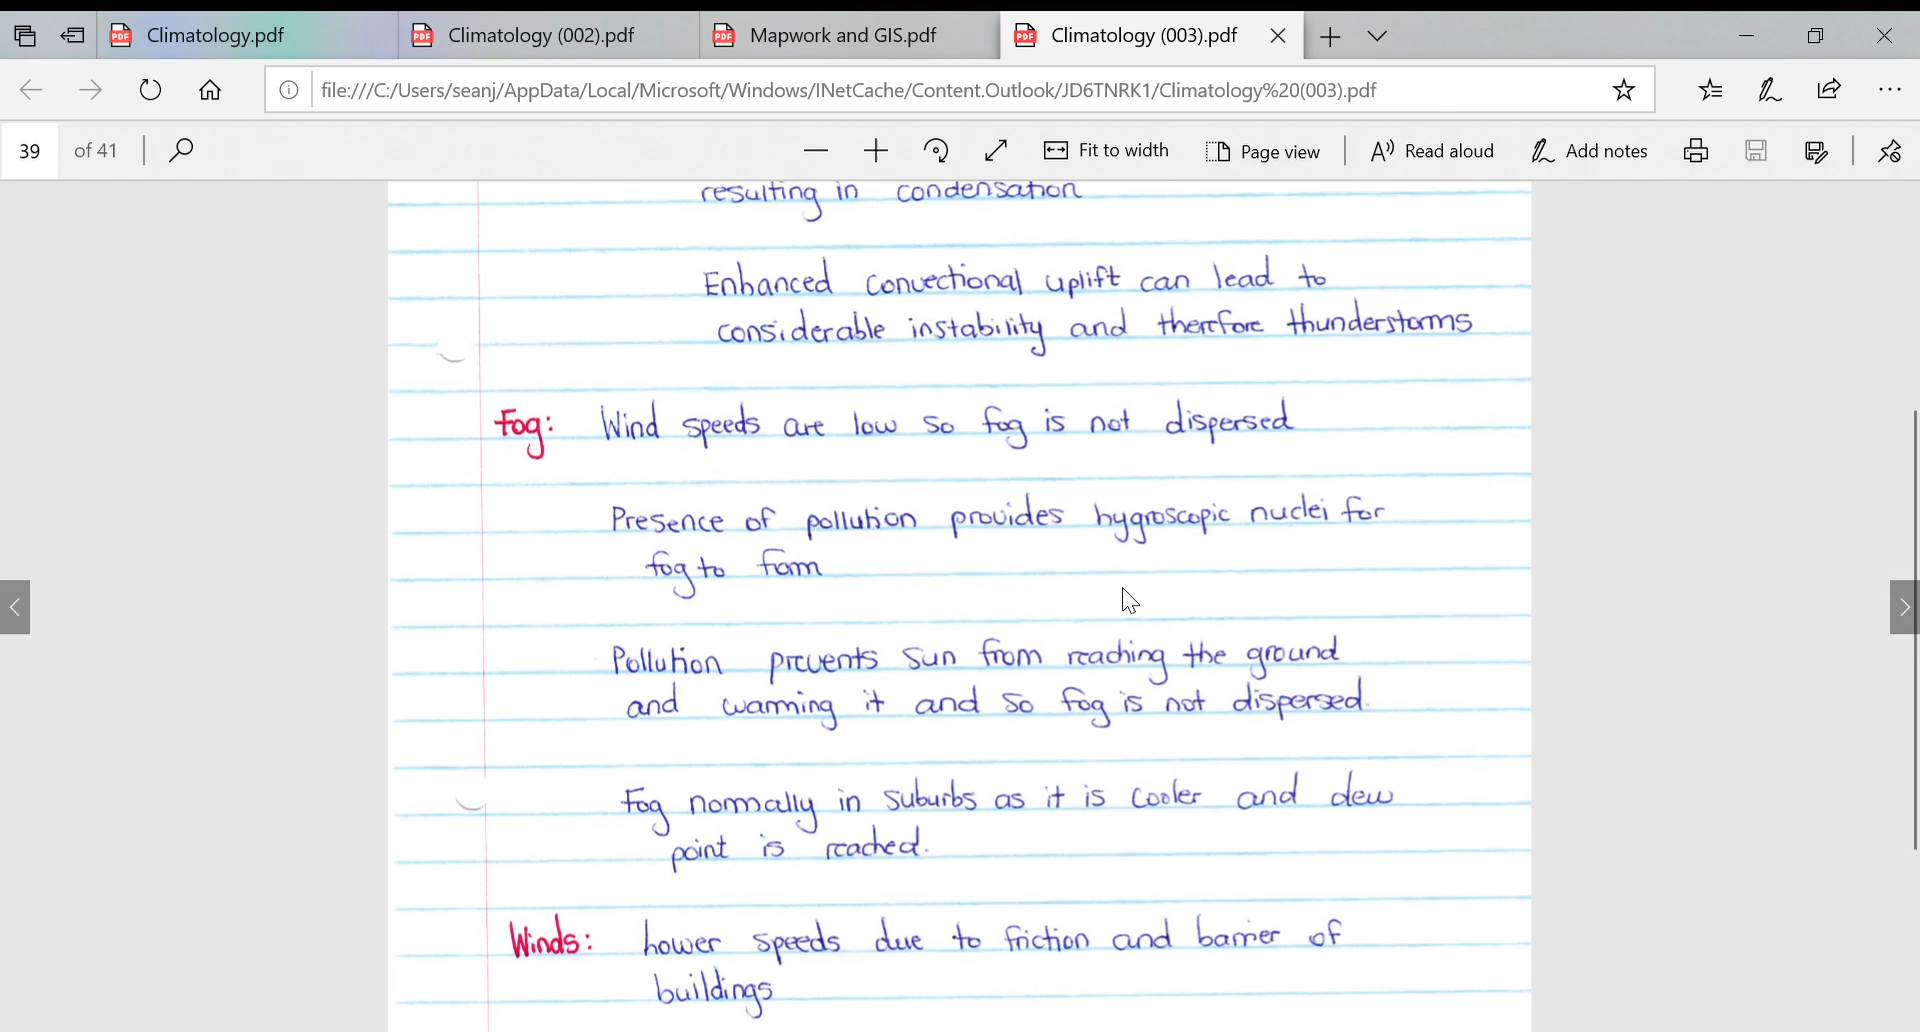 Climatology.pdf
Climatology (002).pdf
Mapwork and GIS.pdf
Climatology (003).pdf
file:///C:/Users/seanj/AppData/Local/Microsoft/Windows/INetCache/Content.Outlook/JD6TNRK1/Climatology%20(003).pdf
39 of 41
Fit to width
Page view
Read aloud
Add notes
resulting in condensation
Enhanced convectional uplift can lead to
considerable instability and therefore thunderstorms
Fog: Wind speeds are low so fog is not dispersed
Presence of pollution provides hygroscopic nuclei for
fog to form
Pollution prevents sun from reaching the ground
and warming it and so fog is not dispersed.
Fog normally in suburbs as it is cooler and dew
point is reached.
Winds: Lower speeds due to friction and barrier of
buildings